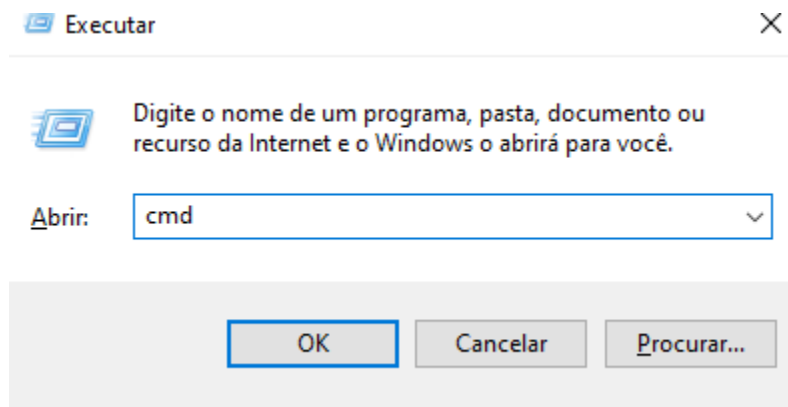 Executar
Digite o nome de um programa, pasta, documento ou
recurso da Internet e o Windows o abrirá para você.
Abrir: cmd
OK Cancelar Procurar...